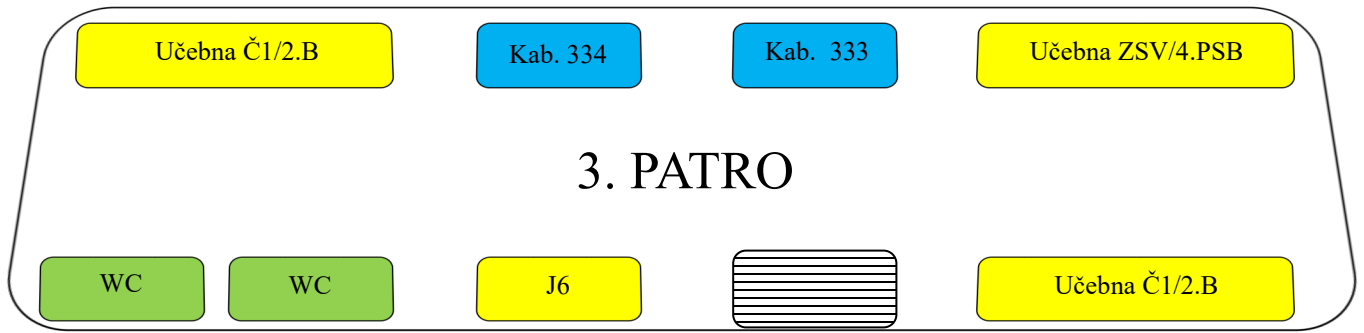 Učebna Č1/2.B
Kab. 334
Kab.  333
Učebna ZSV/4.PSB
3. PATRO
WC
WC
J6
Učebna Č1/2.B